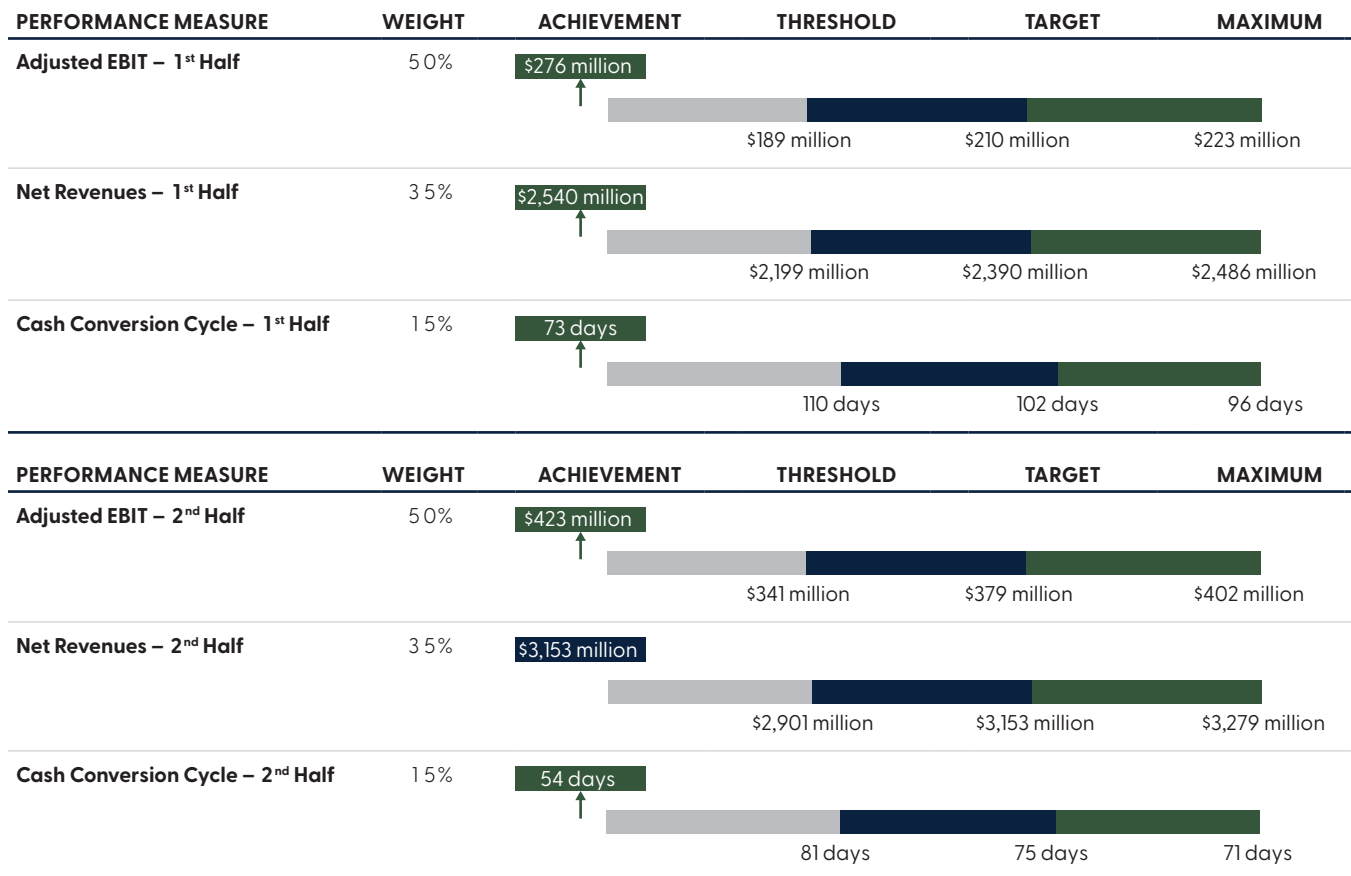 PERFORMANCE MEASURE WEIGHT ACHIEVEMENT THRESHOLD TARGET MAXIMUM
Adjusted EBIT – 1st Half 50% $276 million
$189 million $210 million $223 million
Net Revenues – 1st Half 35% $2,540 million
$2,199 million $2,390 million $2,486 million
Cash Conversion Cycle – 1st Half 15% 73 days
110 days 102 days 96 days
PERFORMANCE MEASURE WEIGHT ACHIEVEMENT THRESHOLD TARGET MAXIMUM
Adjusted EBIT – 2nd Half 50% $423 million
$341 million $379 million $402 million
Net Revenues – 2nd Half 35% $3,153 million
$2,901 million $3,153 million $3,279 million
Cash Conversion Cycle – 2nd Half 15% 54 days
81 days 75 days 71 days